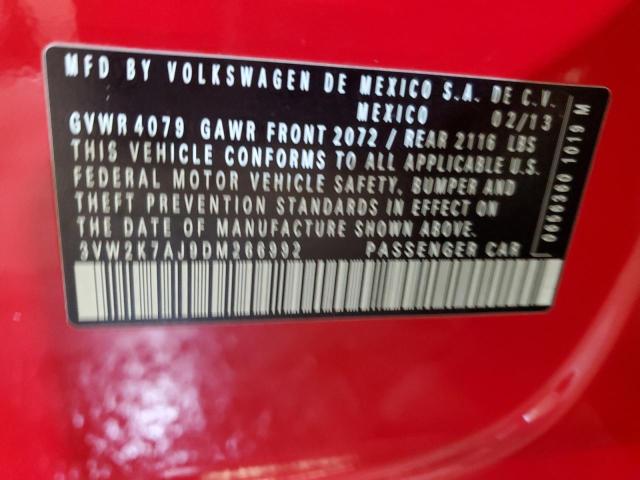 MFD BY VOLKSWAGEN DE MEXICO S.A. DE C.V.
MEXICO 02/13
GVWR 4079 GAWR FRONT 2072 / REAR 2116 LBS
THIS VEHICLE CONFORMS TO ALL APPLICABLE U.S.
FEDERAL MOTOR VEHICLE SAFETY, BUMPER AND
THEFT PREVENTION STANDARDS IN EFFECT ON
THE DATE OF MANUFACTURE SHOWN ABOVE.
3VW2K7AJ9DM266992 PASSENGER CAR
0666360 1019 M